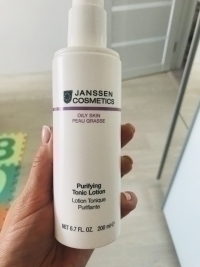 JANSSEN
COSMETICS
OILY SKIN
PEAU GRASSE
Purifying
Tonic Lotion
Lotion Tonique
Purifiante
NET 6.7 FL. OZ. 200 ml e